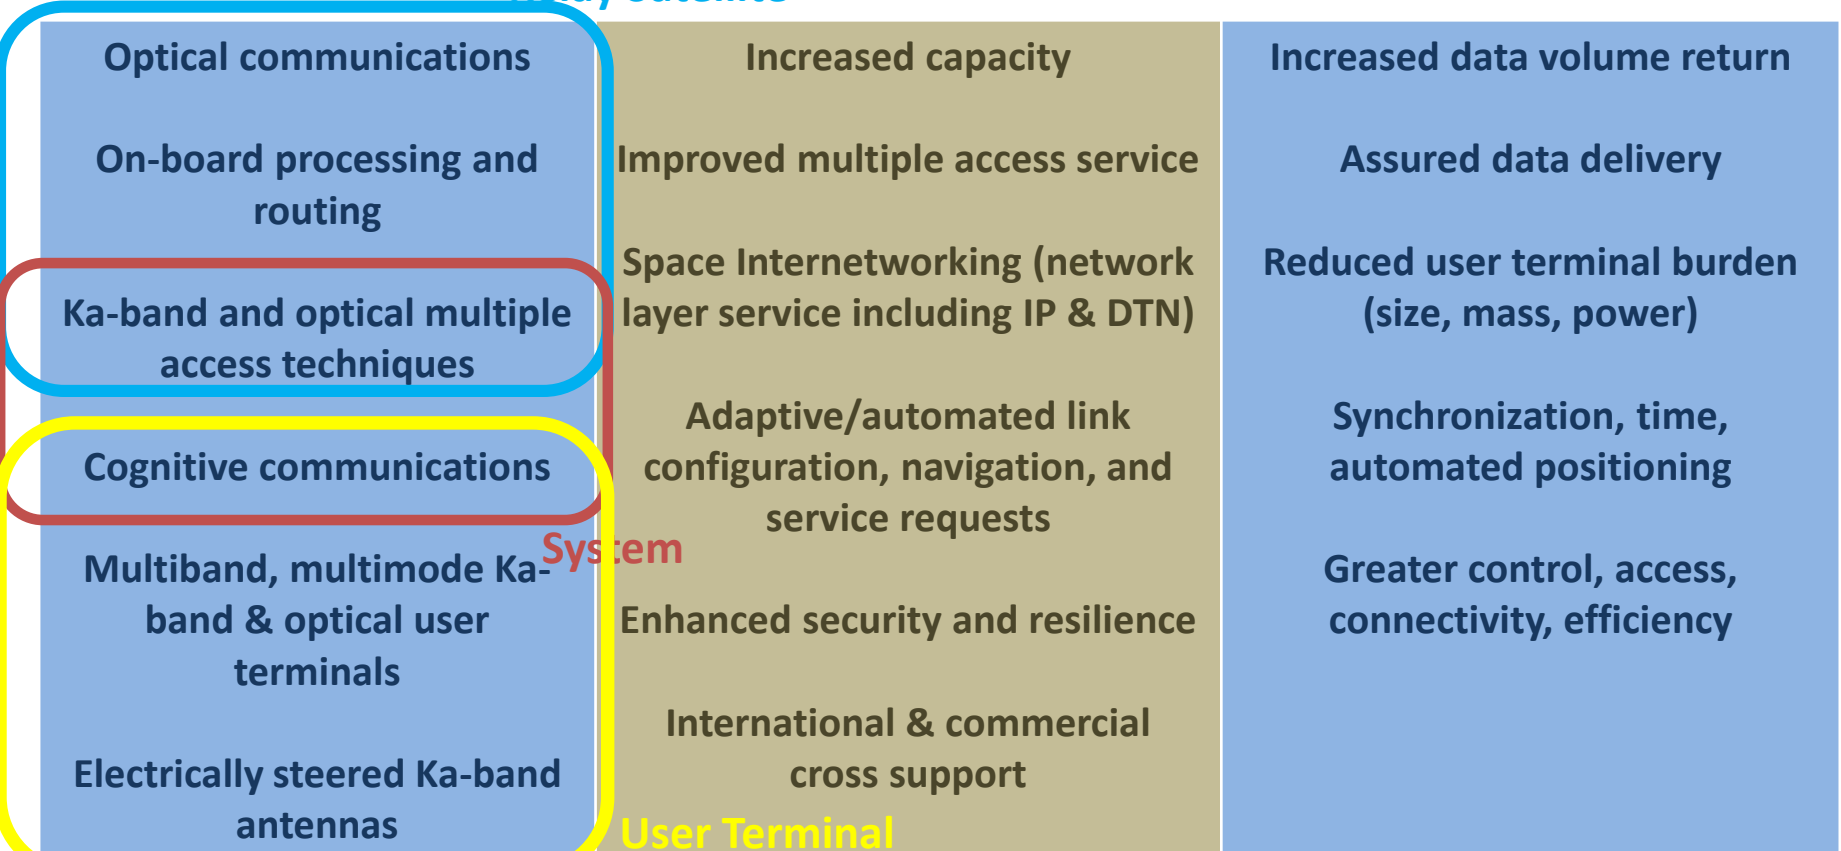 Satellite
Optical communications
On-board processing and
routing
Ka-band and optical multiple
access techniques
Cognitive communications
System
Multiband, multimode Ka-
band & optical user
terminals
Electrically steered Ka-band
antennas
Increased capacity
Improved multiple access service
Space Internetworking (network
layer service including IP & DTN)
Adaptive/automated link
configuration, navigation, and
service requests
Enhanced security and resilience
International & commercial
cross support
User Terminal
Increased data volume return
Assured data delivery
Reduced user terminal burden
(size, mass, power)
Synchronization, time,
automated positioning
Greater control, access,
connectivity, efficiency